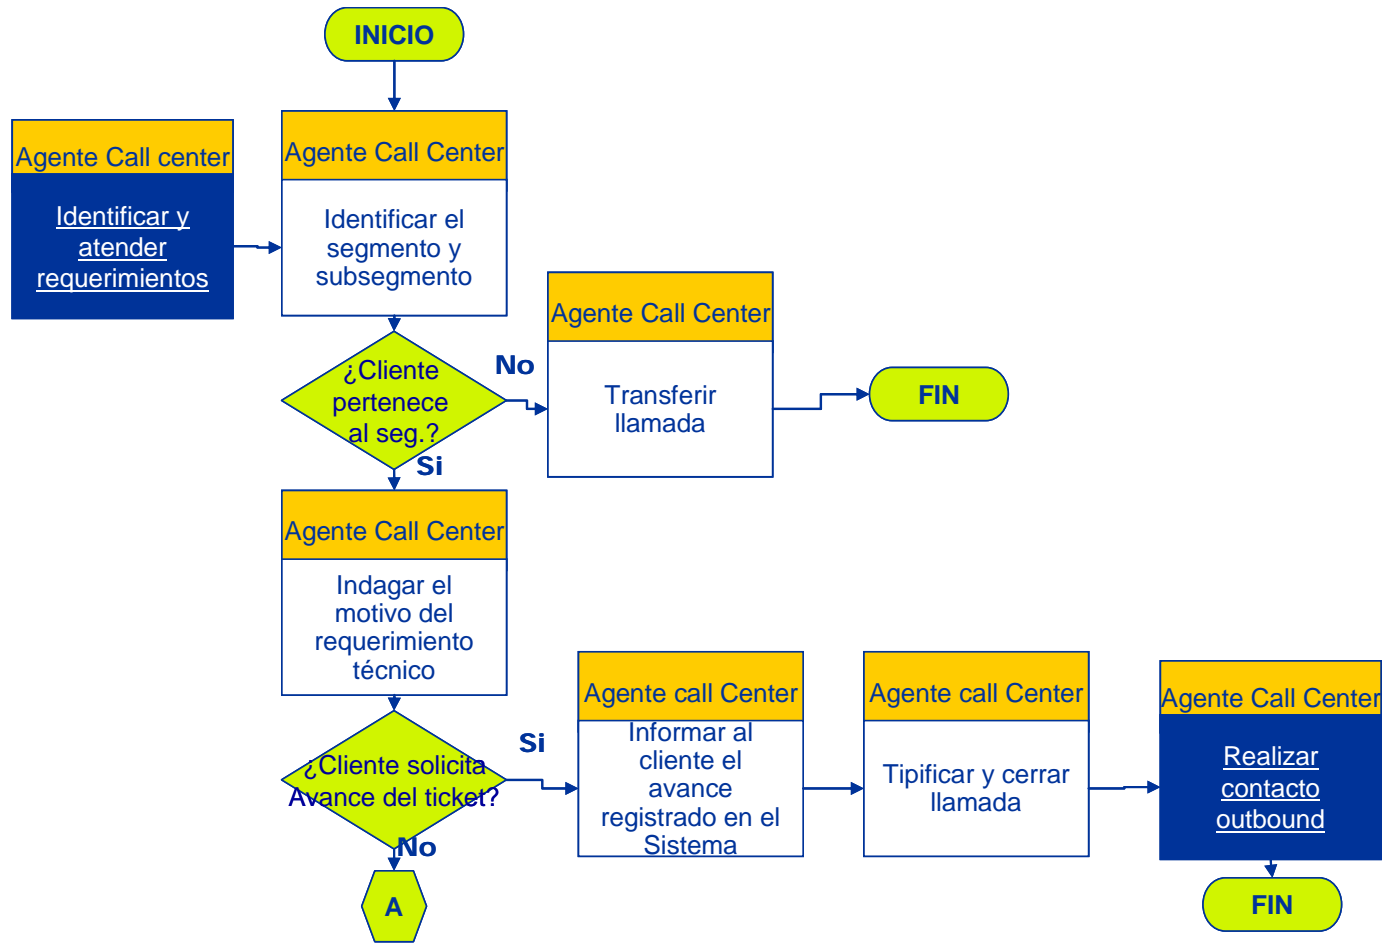 INICIO
Agente Call center
Identificar y
atender
requerimientos
Agente Call Center
Identificar el
segmento y
subsegmento
¿Cliente
pertenece
al seg.?
No
Agente Call Center
Transferir
llamada
FIN
Si
Agente Call Center
Indagar el
motivo del
requerimiento
técnico
¿Cliente solicita
Avance del ticket?
Si
Agente call Center
Informar al
cliente el
avance
registrado en el
Sistema
Agente call Center
Tipificar y cerrar
llamada
Agente Call Center
Realizar
contacto
outbound
FIN
No
A